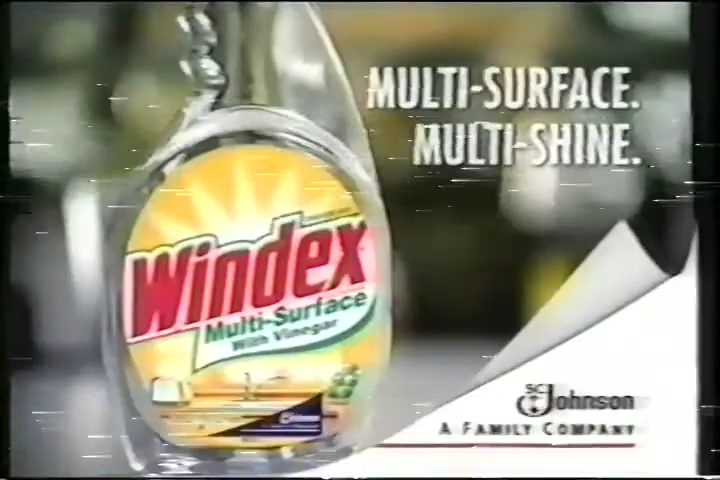 MULTI-SURFACE.
MULTI-SHINE.
Windex
Multi-Surface
With Vinegar
SC Johnson
A FAMILY COMPANY